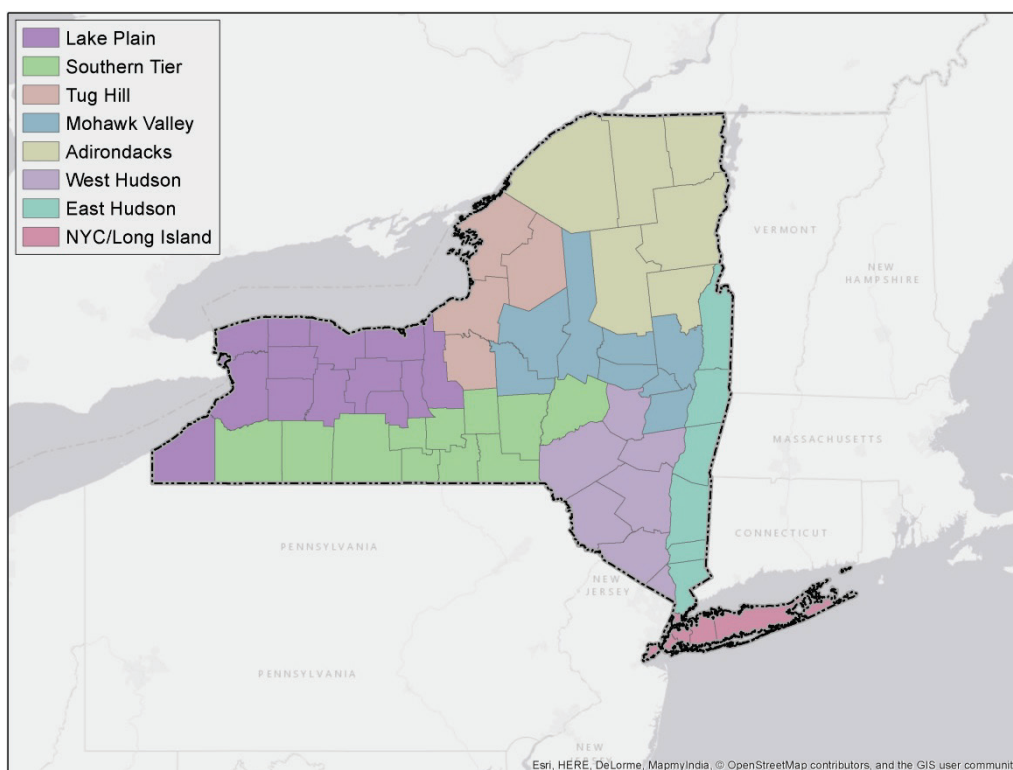 Lake Plain
Southern Tier
Tug Hill
Mohawk Valley
Adirondacks
West Hudson
East Hudson
NYC/Long Island
VERMONT
NEW
HAMPSHIRE
MASSACHUSETTS
CONNECTICUT
PENNSYLVANIA
NEW
JERSEY
PENNSYLVANIA
NEW
Esri, HERE, DeLorme, MapmyIndia, © OpenStreetMap contributors, and the GIS user communit